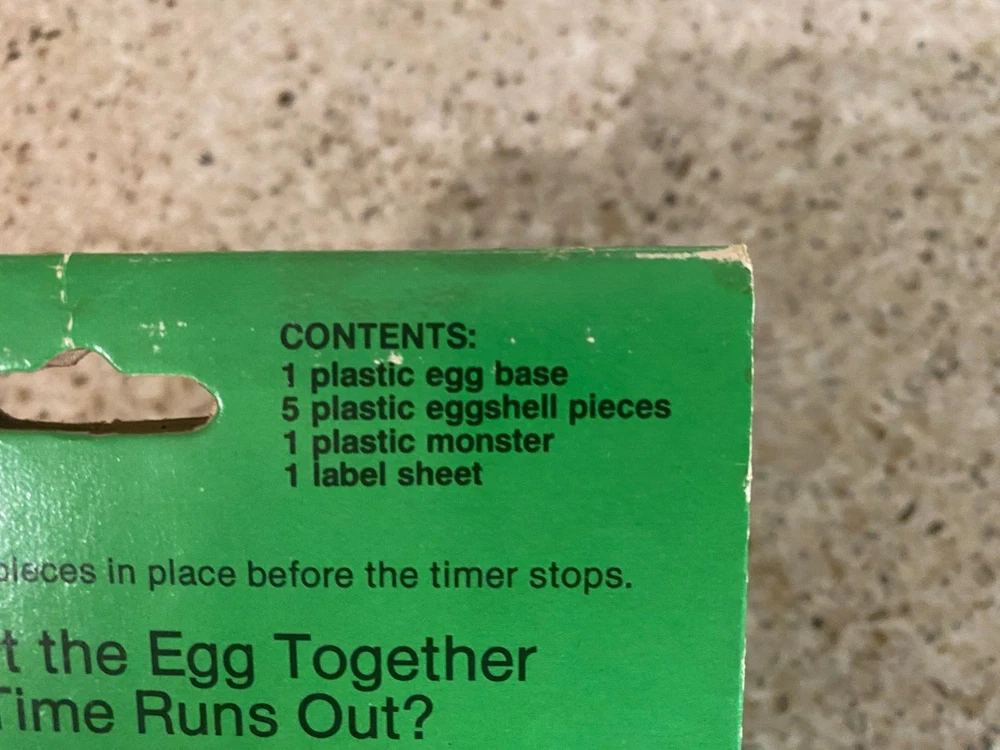 CONTENTS:
1 plastic egg base
5 plastic eggshell pieces
1 plastic monster
1 label sheet
pieces in place before the timer stops.
t the Egg Together
Time Runs Out?